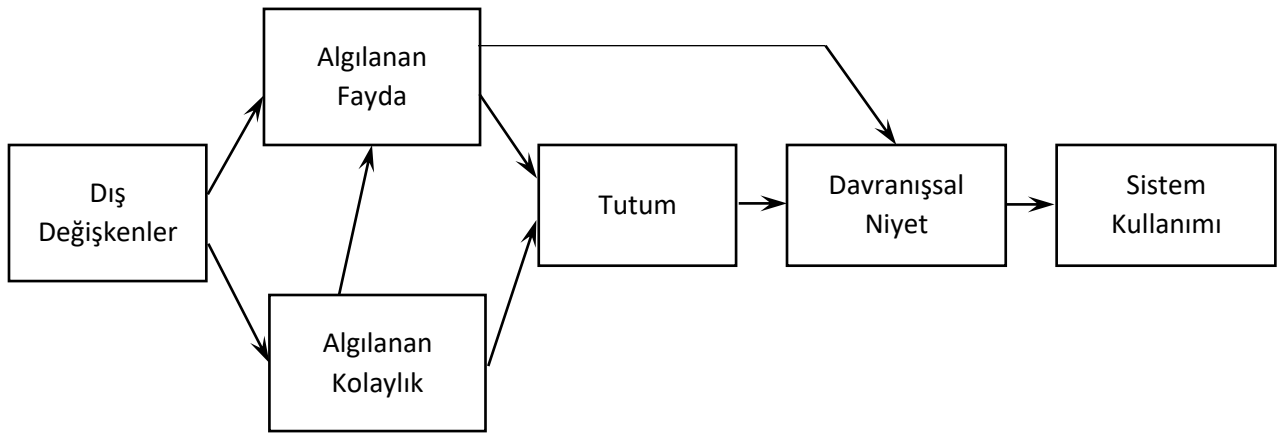 Algılanan
Fayda
Dış
Değişkenler
Tutum
Davranışsal
Niyet
Sistem
Kullanımı
Algılanan
Kolaylık